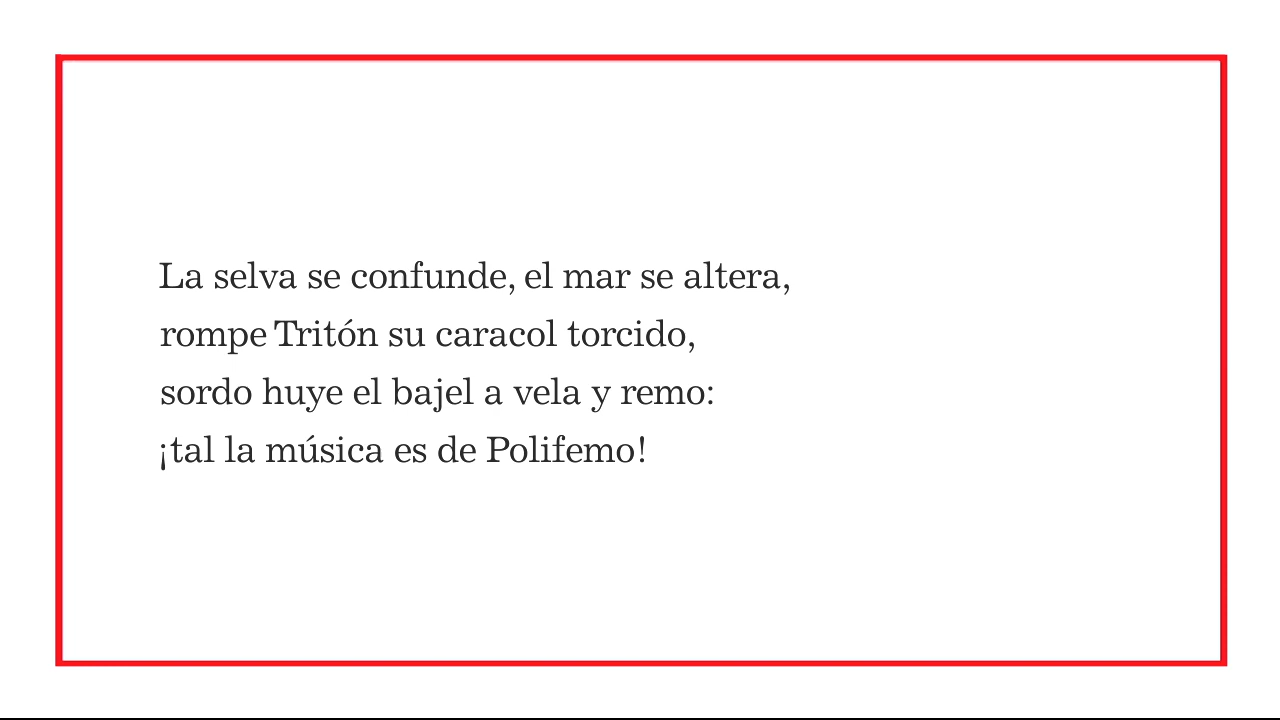 La selva se confunde, el mar se altera,
rompe Tritón su caracol torcido,
sordo huye el bajel a vela y remo:
¡tal la música es de Polifemo!